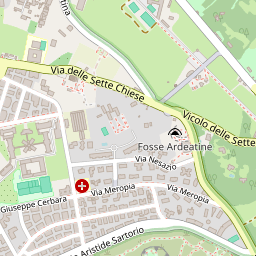 Via delle Sette Chiese
Vicolo delle Sette
Fosse Ardeatine
Via Nesazio
Via Meropia
Via Meropia
Giuseppe Cerbara
Aristide Sartorio